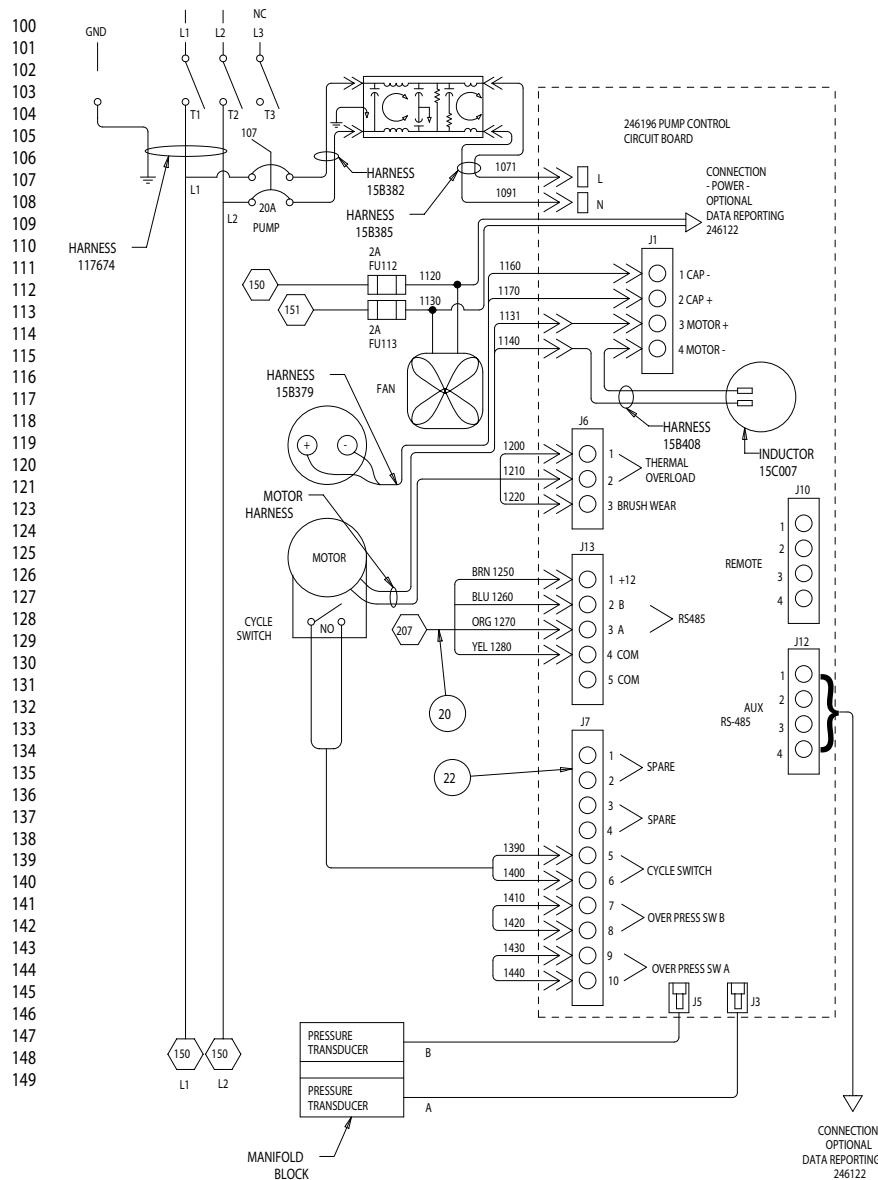 100
101
102
103
104
105
106
107
108
109
110
111
112
113
114
115
116
117
118
119
120
121
123
124
125
126
127
128
129
130
131
132
133
134
135
136
137
138
139
140
141
142
143
144
145
146
147
148
149
GND
L1
L2
NC
L3
T1
T2
T3
107
L1
L2
20A
PUMP
HARNESS
117674
HARNESS
15B382
HARNESS
15B385
1071
1091
L
N
246196 PUMP CONTROL
CIRCUIT BOARD
CONNECTION
- POWER -
OPTIONAL
DATA REPORTING
246122
150
151
2A
FU112
1120
1130
2A
FU113
FAN
1160
1170
1131
1140
J1
1 CAP -
2 CAP +
3 MOTOR +
4 MOTOR -
HARNESS
15B379
+
-
HARNESS
15B408
INDUCTOR
15C007
J6
1200
1210
1220
1
2
THERMAL
OVERLOAD
3 BRUSH WEAR
MOTOR
HARNESS
MOTOR
CYCLE
SWITCH
NO
J13
BRN 1250
BLU 1260
ORG 1270
YEL 1280
1 +12
2 B
3 A
4 COM
5 COM
RS485
207
20
J10
REMOTE
1
2
3
4
J12
AUX
RS-485
1
2
3
4
J7
22
1
2
SPARE
3
4
SPARE
1390
1400
5
6
CYCLE SWITCH
1410
1420
7
8
OVER PRESS SW B
1430
1440
9
10
OVER PRESS SW A
J5
J3
150
150
L1
L2
PRESSURE
TRANSDUCER
B
PRESSURE
TRANSDUCER
A
MANIFOLD
BLOCK
CONNECTION
OPTIONAL
DATA REPORTING
246122